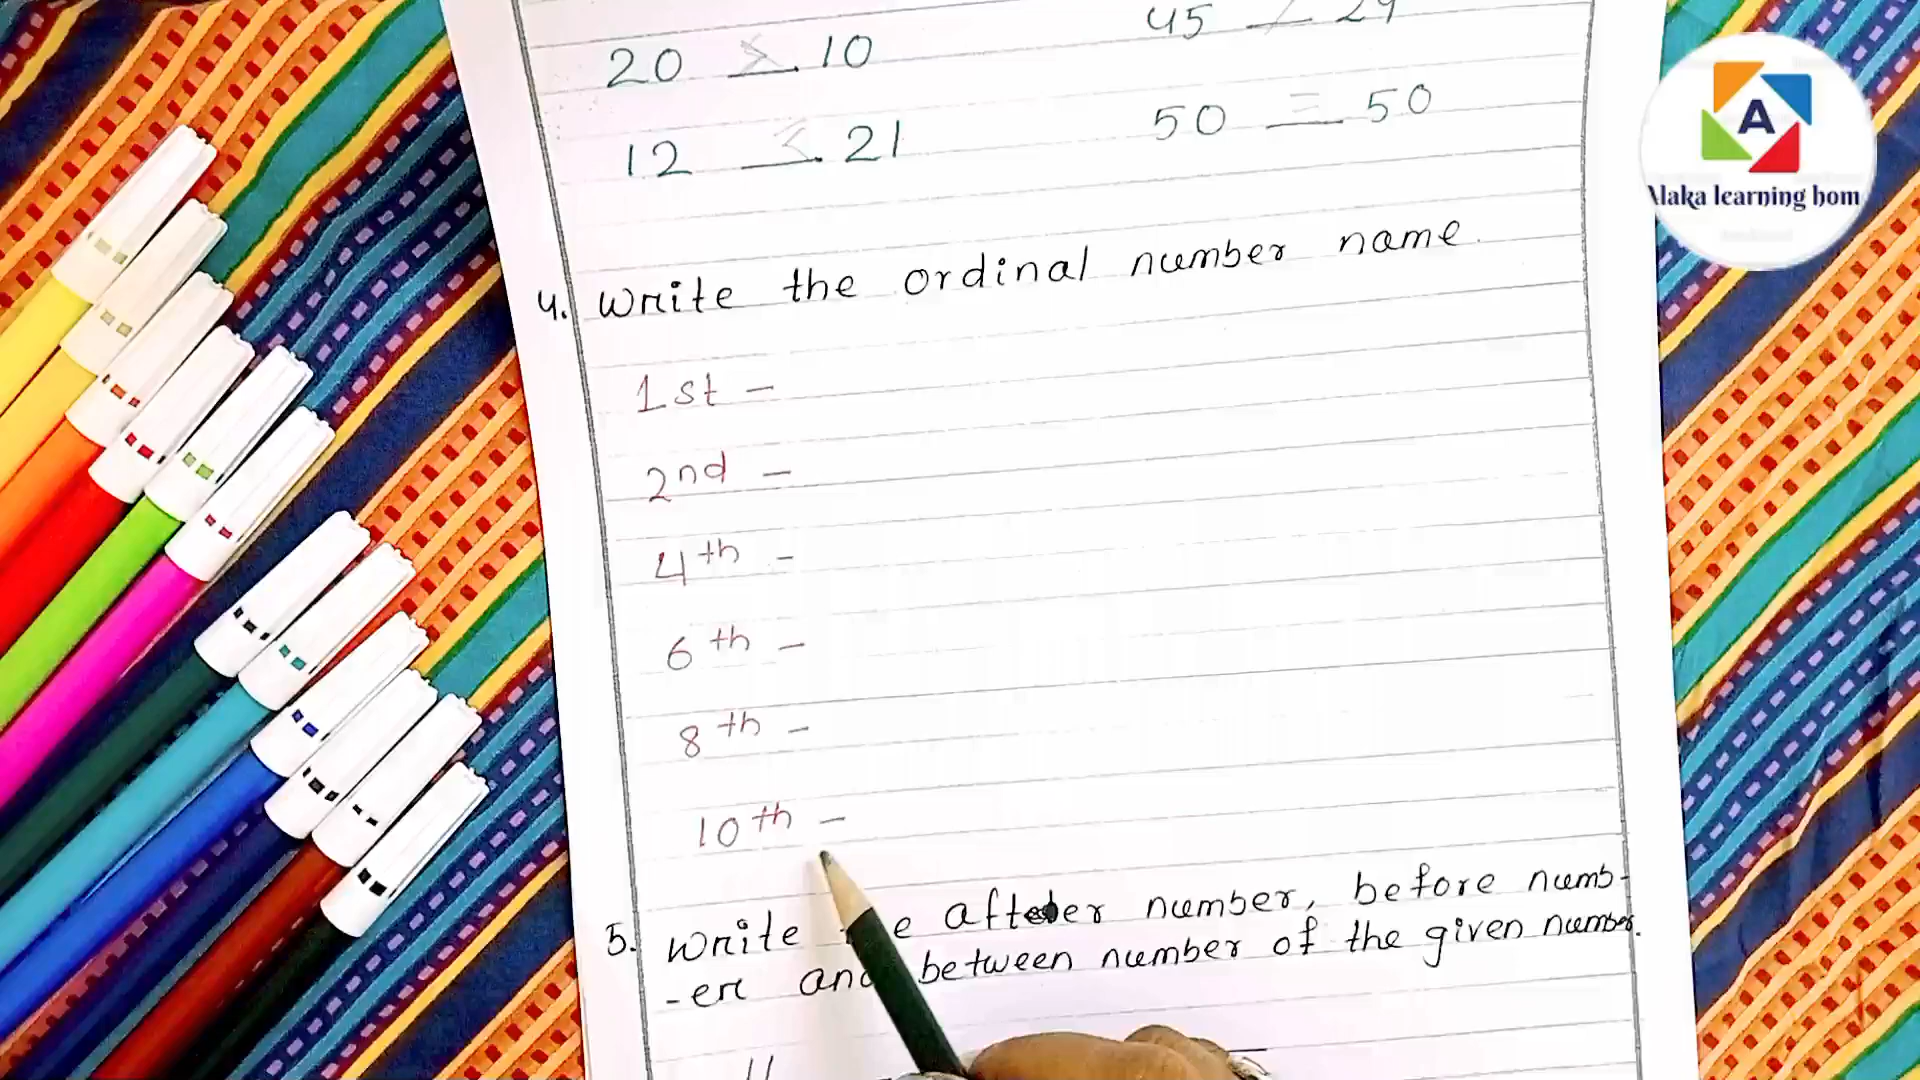 20 > 10
45 29
12 < 21
50 = 50
Alaka learning hom
4. Write the ordinal number name.
1st –
2nd –
4th –
6th –
8th –
10th –
5. Write e after number, before numb-
-er and between number of the given number.
11